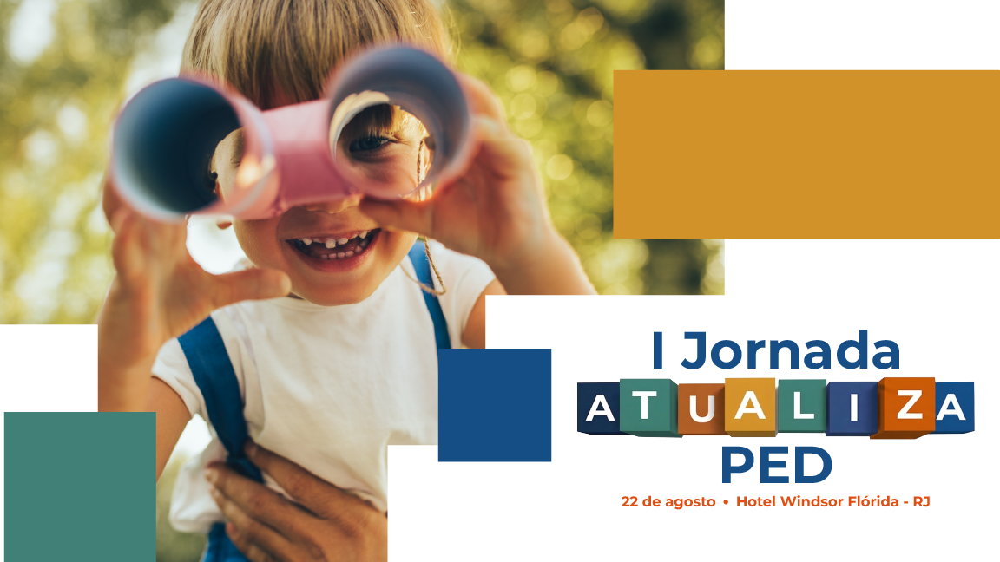 I Jornada
ATUALIZA
PED
22 de agosto • Hotel Windsor Flórida - RJ